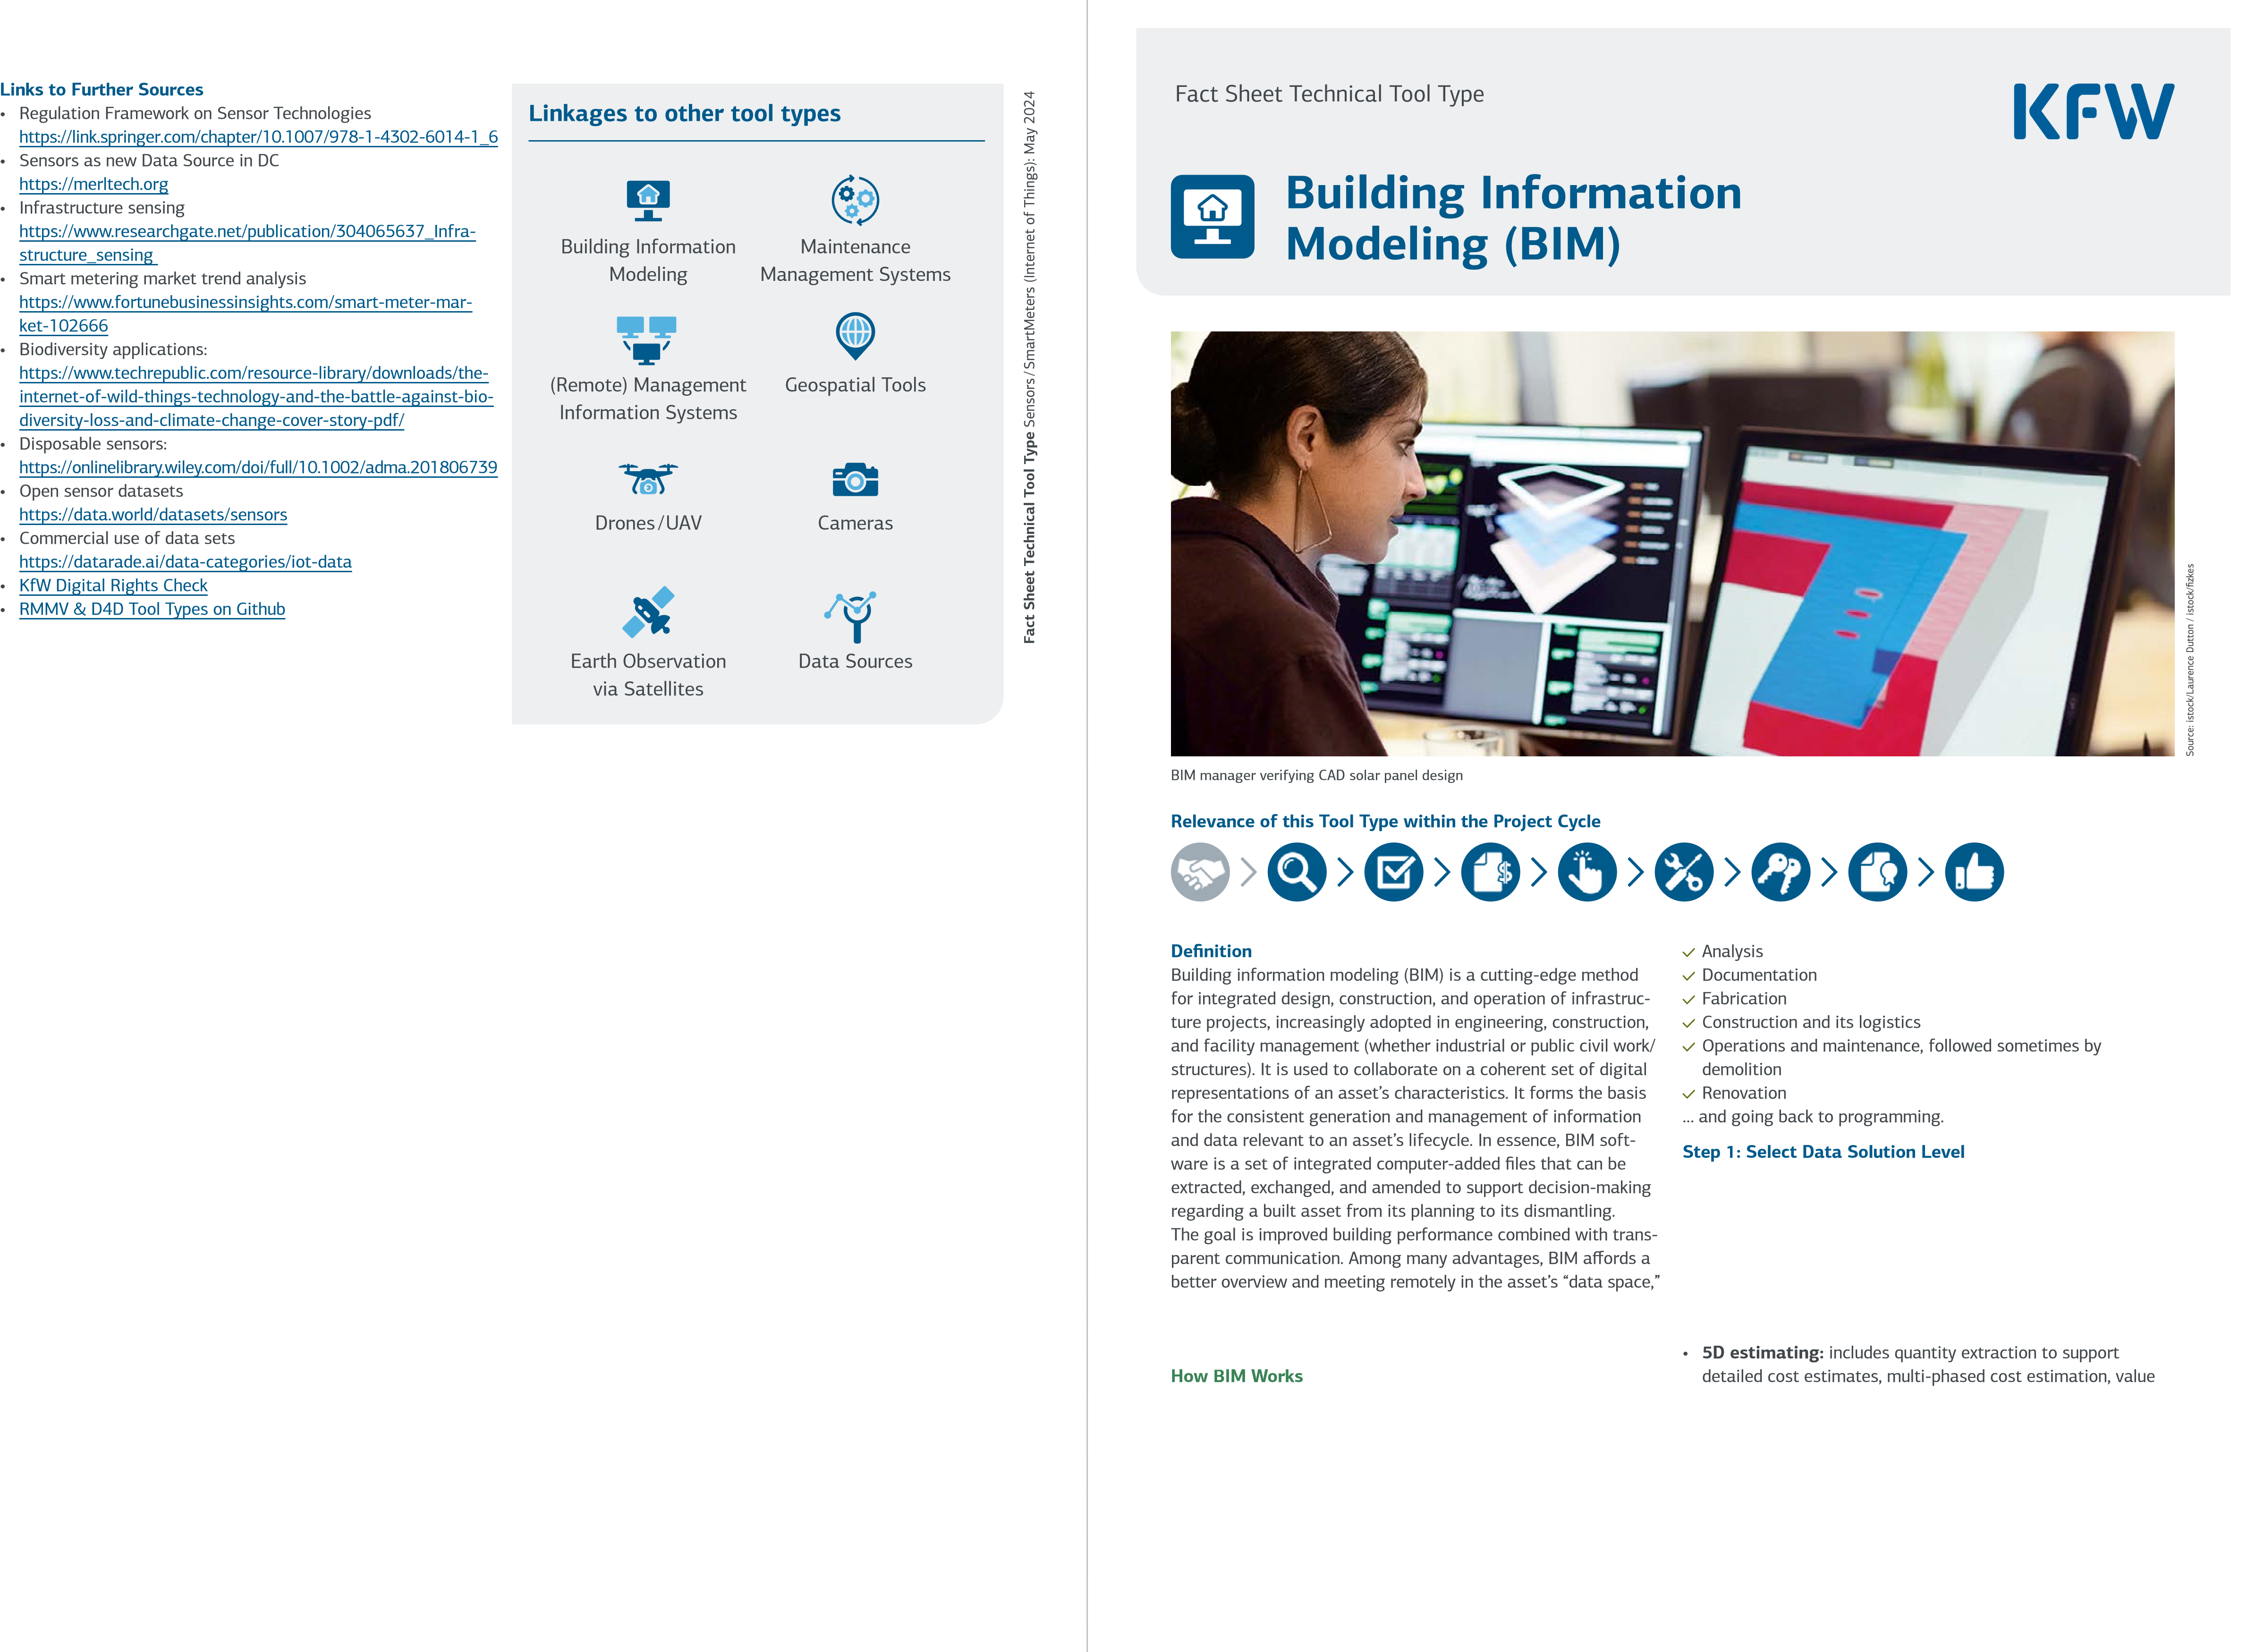 Links to Further Sources
• Regulation Framework on Sensor Technologies
https://link.springer.com/chapter/10.1007/978-1-4302-6014-1_6
• Sensors as new Data Source in DC
https://merltech.org
• Infrastructure sensing
https://www.researchgate.net/publication/304065637_Infra-
structure_sensing
• Smart metering market trend analysis
https://www.fortunebusinessinsights.com/smart-meter-mar-
ket-102666
• Biodiversity applications:
https://www.techrepublic.com/resource-library/downloads/the-
internet-of-wild-things-technology-and-the-battle-against-bio-
diversity-loss-and-climate-change-cover-story-pdf/
• Disposable sensors:
https://onlinelibrary.wiley.com/doi/full/10.1002/adma.201806739
• Open sensor datasets
https://data.world/datasets/sensors
• Commercial use of data sets
https://datarade.ai/data-categories/iot-data
• KfW Digital Rights Check
• RMMV & D4D Tool Types on Github
Linkages to other tool types
Building Information
Modeling
Maintenance
Management Systems
(Remote) Management
Information Systems
Geospatial Tools
Drones/UAV
Cameras
Earth Observation
via Satellites
Data Sources
Fact Sheet Technical Tool Type Sensors/SmartMeters (Internet of Things): May 2024
Fact Sheet Technical Tool Type
KFW
Building Information
Modeling (BIM)
Source: istock/Laurence Dutton / istock/fizkes
BIM manager verifying CAD solar panel design
Relevance of this Tool Type within the Project Cycle
Definition
Building information modeling (BIM) is a cutting-edge method
for integrated design, construction, and operation of infrastruc-
ture projects, increasingly adopted in engineering, construction,
and facility management (whether industrial or public civil work/
structures). It is used to collaborate on a coherent set of digital
representations of an asset’s characteristics. It forms the basis
for the consistent generation and management of information
and data relevant to an asset’s lifecycle. In essence, BIM soft-
ware is a set of integrated computer-added files that can be
extracted, exchanged, and amended to support decision-making
regarding a built asset from its planning to its dismantling.
The goal is improved building performance combined with trans-
parent communication. Among many advantages, BIM affords a
better overview and meeting remotely in the asset’s “data space,”
How BIM Works
✓ Analysis
✓ Documentation
✓ Fabrication
✓ Construction and its logistics
✓ Operations and maintenance, followed sometimes by
demolition
✓ Renovation
... and going back to programming.
Step 1: Select Data Solution Level
• 5D estimating: includes quantity extraction to support
detailed cost estimates, multi-phased cost estimation, value